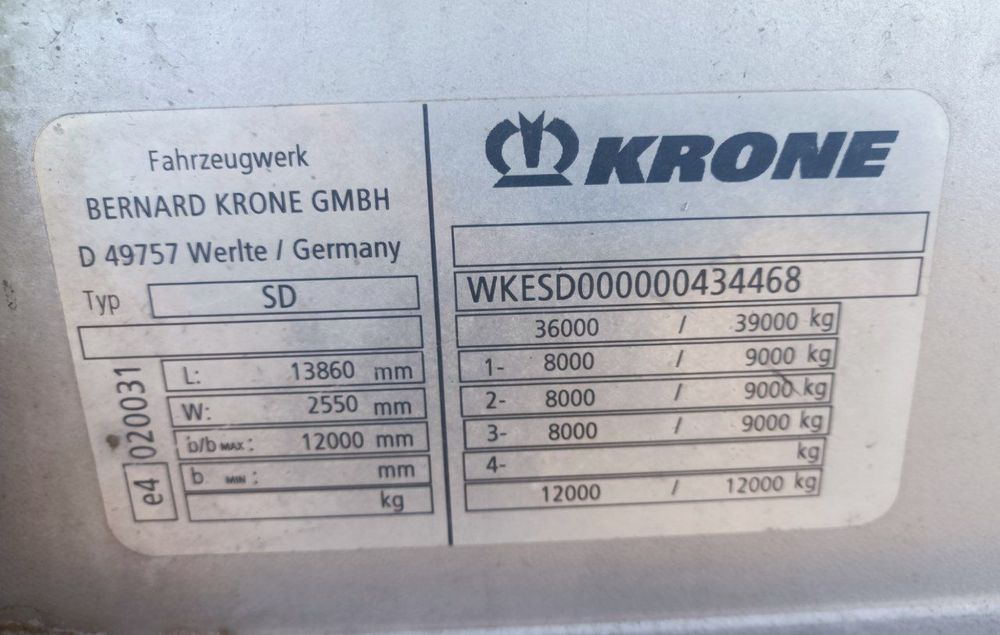 Fahrzeugwerk
BERNARD KRONE GMBH
D 49757 Werlte / Germany
Typ SD
e4 020031
L: 13860 mm
W: 2550 mm
b/b MAX: 12000 mm
b MIN: mm
kg
KRONE
WKESD000000434468
36000 / 39000 kg
1- 8000 / 9000 kg
2- 8000 / 9000 kg
3- 8000 / 9000 kg
4- kg
12000 / 12000 kg